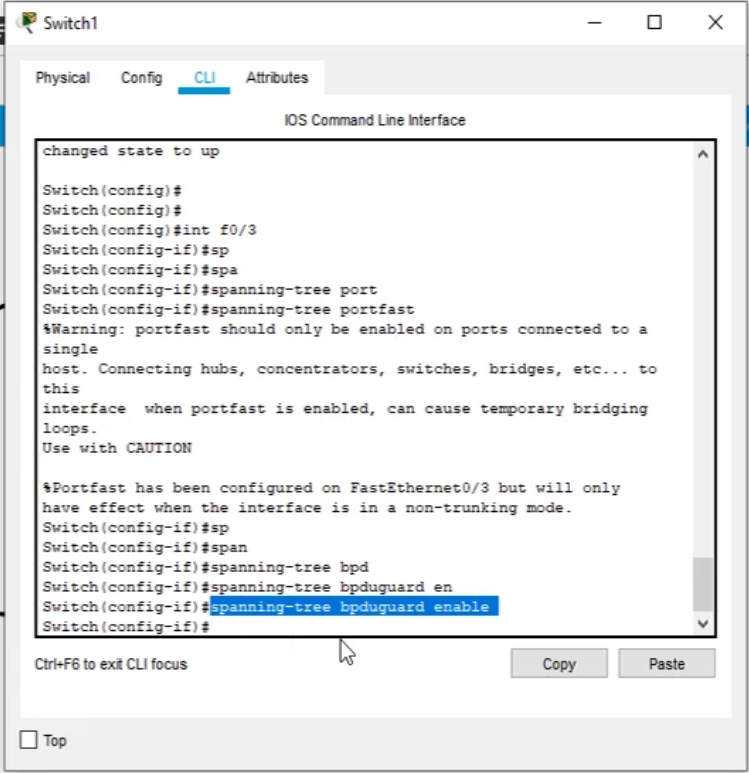 Switch1
Physical Config CLI Attributes
IOS Command Line Interface
changed state to up
Switch(config)#
Switch(config)#
Switch(config)#int f0/3
Switch(config-if)#sp
Switch(config-if)#spa
Switch(config-if)#spanning-tree port
Switch(config-if)#spanning-tree portfast
%Warning: portfast should only be enabled on ports connected to a
single
host. Connecting hubs, concentrators, switches, bridges, etc... to
this
interface  when portfast is enabled, can cause temporary bridging
loops.
Use with CAUTION
%Portfast has been configured on FastEthernet0/3 but will only
have effect when the interface is in a non-trunking mode.
Switch(config-if)#sp
Switch(config-if)#span
Switch(config-if)#spanning-tree bpd
Switch(config-if)#spanning-tree bpduguard en
Switch(config-if)#spanning-tree bpduguard enable
Switch(config-if)#
Ctrl+F6 to exit CLI focus Copy Paste
Top